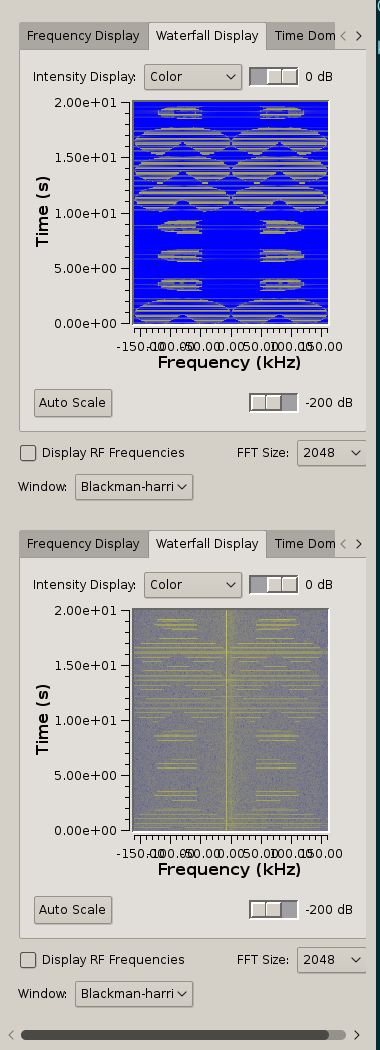 Frequency Display Waterfall Display Time Dom
Intensity Display: Color 0 dB
2.00e+01
1.50e+01
1.00e+01
5.00e+00
0.00e+00
Time (s)
-150.00 -100.00 -50.00 0.00 50.00 100.00 150.00
Frequency (kHz)
Auto Scale -200 dB
Display RF Frequencies FFT Size: 2048
Window: Blackman-harri
Frequency Display Waterfall Display Time Dom
Intensity Display: Color 0 dB
2.00e+01
1.50e+01
1.00e+01
5.00e+00
0.00e+00
Time (s)
-150.00 -100.00 -50.00 0.00 50.00 100.00 150.00
Frequency (kHz)
Auto Scale -200 dB
Display RF Frequencies FFT Size: 2048
Window: Blackman-harri